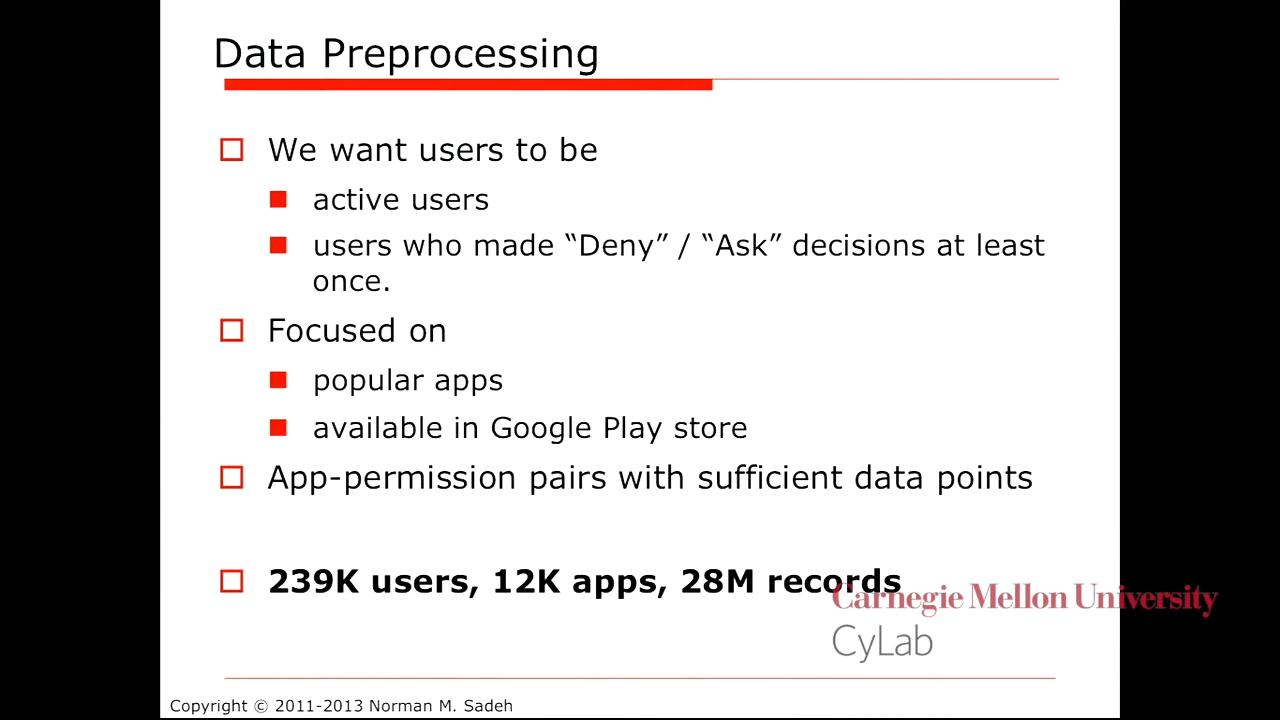 Data Preprocessing
We want users to be
active users
users who made “Deny” / “Ask” decisions at least
once.
Focused on
popular apps
available in Google Play store
App-permission pairs with sufficient data points
239K users, 12K apps, 28M records
Carnegie Mellon University
CyLab
Copyright © 2011-2013 Norman M. Sadeh